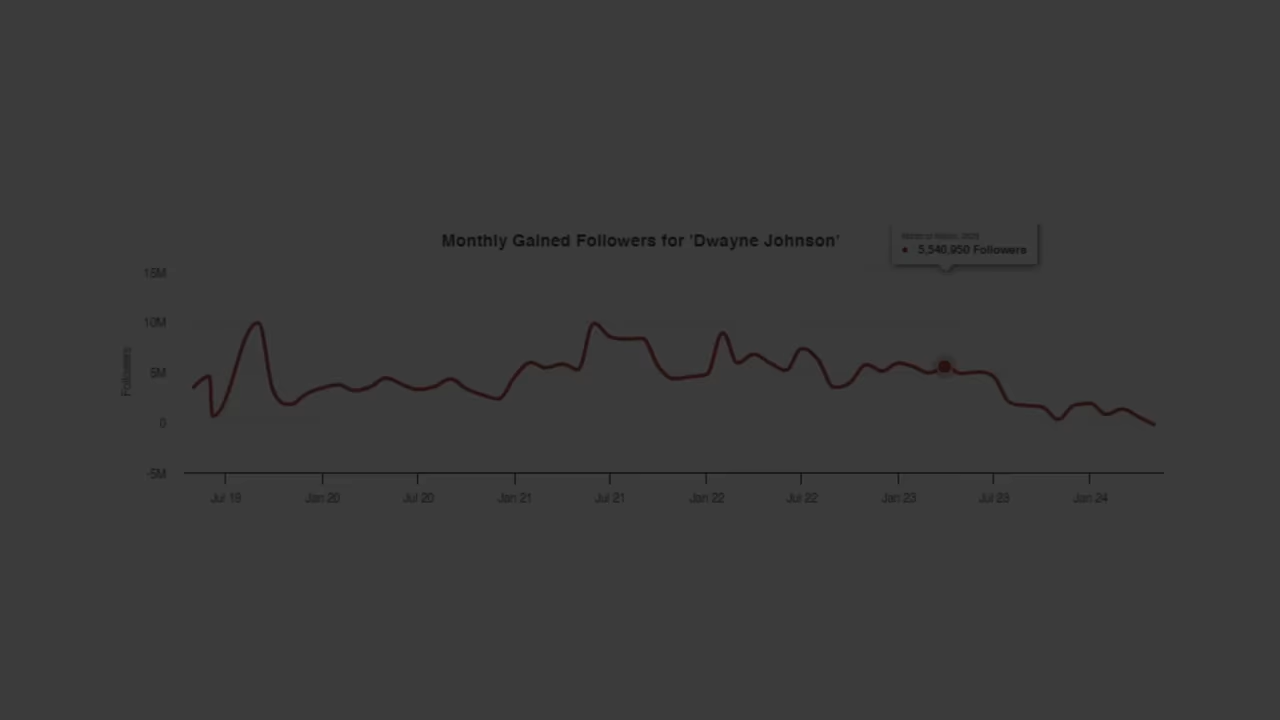 Monthly Gained Followers for 'Dwayne Johnson'
5,540,950 Followers
15M
10M
5M
0
-5M
Followers
Jul 19
Jan 20
Jul 20
Jan 21
Jul 21
Jan 22
Jul 22
Jan 23
Jul 23
Jan 24